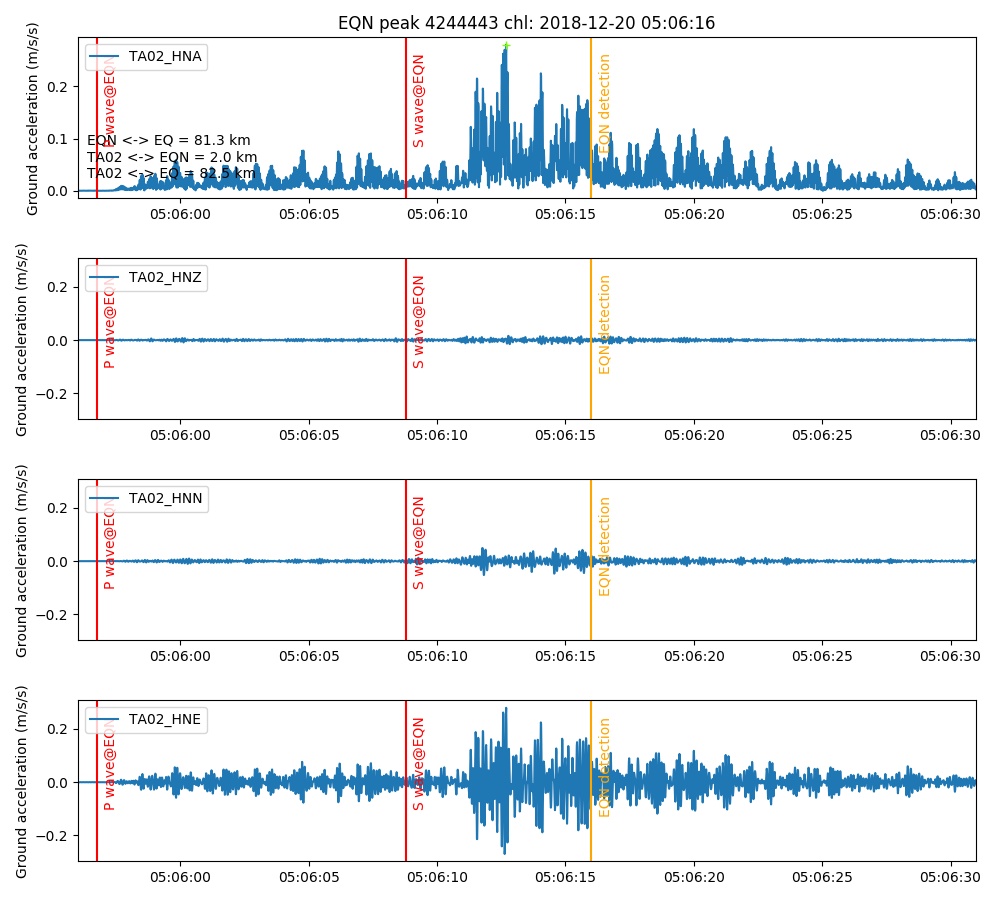 EQN peak 4244443 chl: 2018-12-20 05:06:16
Ground acceleration (m/s/s)
0.2
0.1
0.0
TA02_HNA
P wave@EQN
S wave@EQN
EQN detection
EQN <-> EQ = 81.3 km
TA02 <-> EQN = 2.0 km
TA02 <-> EQ = 82.5 km
05:06:00 05:06:05 05:06:10 05:06:15 05:06:20 05:06:25 05:06:30
Ground acceleration (m/s/s)
0.2
0.0
−0.2
TA02_HNZ
P wave@EQN
S wave@EQN
EQN detection
05:06:00 05:06:05 05:06:10 05:06:15 05:06:20 05:06:25 05:06:30
Ground acceleration (m/s/s)
0.2
0.0
−0.2
TA02_HNN
P wave@EQN
S wave@EQN
EQN detection
05:06:00 05:06:05 05:06:10 05:06:15 05:06:20 05:06:25 05:06:30
Ground acceleration (m/s/s)
0.2
0.0
−0.2
TA02_HNE
P wave@EQN
S wave@EQN
EQN detection
05:06:00 05:06:05 05:06:10 05:06:15 05:06:20 05:06:25 05:06:30